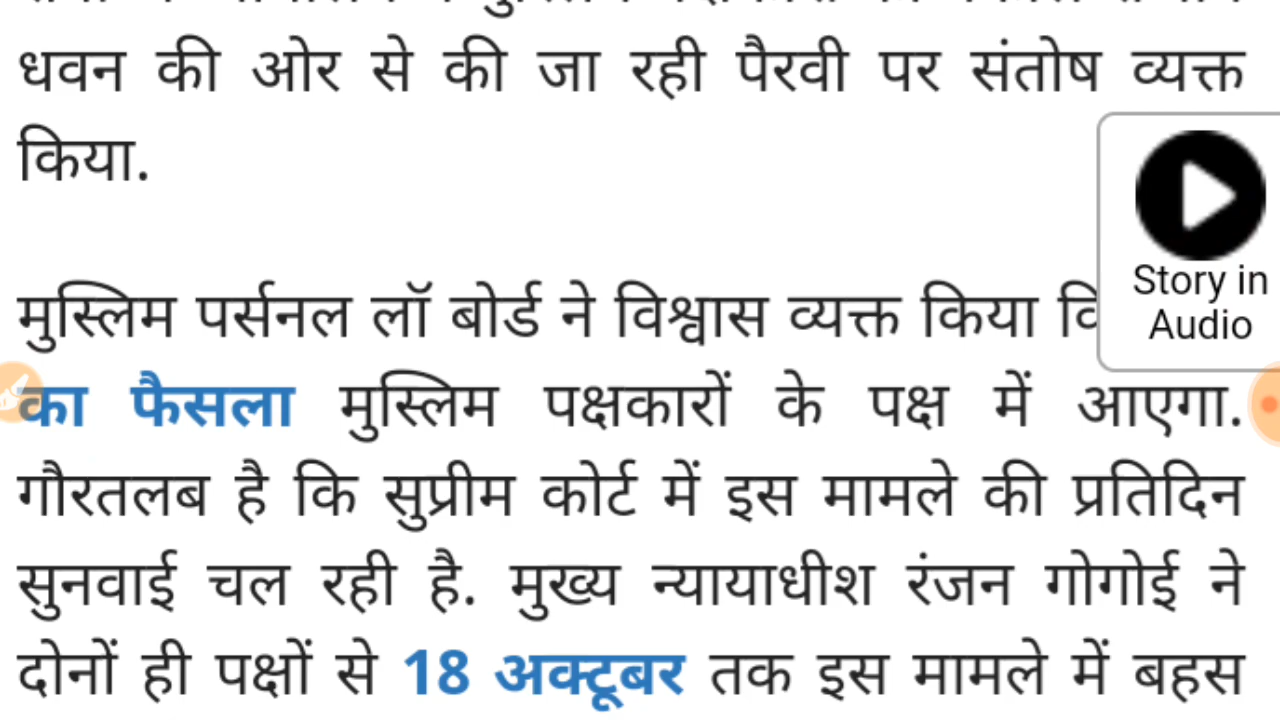 धवन की ओर से की जा रही पैरवी पर संतोष व्यक्त
किया.
Story in
Audio
मुस्लिम पर्सनल लॉ बोर्ड ने विश्वास व्यक्त किया
का फैसला मुस्लिम पक्षकारों के पक्ष में आएगा.
गौरतलब है कि सुप्रीम कोर्ट में इस मामले की प्रतिदिन
सुनवाई चल रही है. मुख्य न्यायाधीश रंजन गोगोई ने
दोनों ही पक्षों से 18 अक्टूबर तक इस मामले में बहस